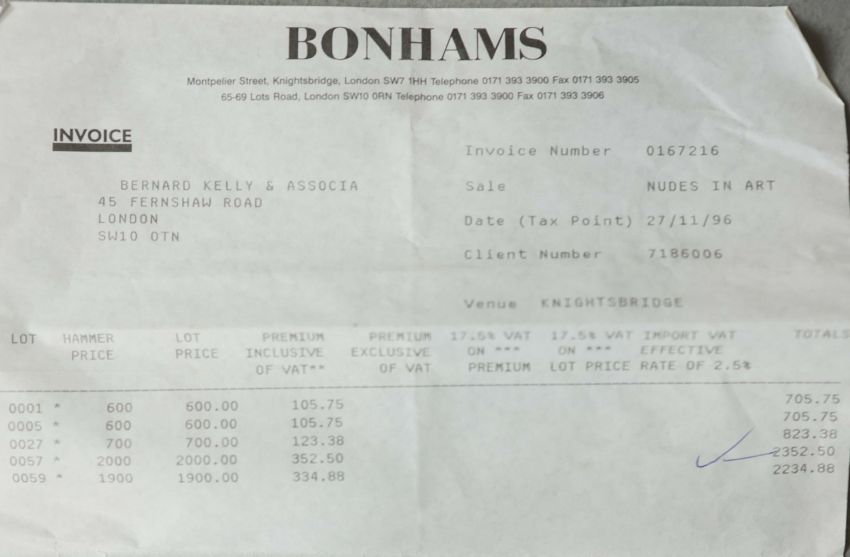 BONHAMS
Montpelier Street, Knightsbridge, London SW7 1HH Telephone 0171 393 3900 Fax 0171 393 3905
65-69 Lots Road, London SW10 0RN Telephone 0171 393 3900 Fax 0171 393 3906
INVOICE
Invoice Number 0167216
BERNARD KELLY & ASSOCIA
45 FERNSHAW ROAD
LONDON
SW10 OTN
Sale NUDES IN ART
Date (Tax Point) 27/11/96
Client Number 7186006
Venue KNIGHTSBRIDGE
LOT HAMMER LOT PREMIUM PREMIUM 17.5% VAT 17.5% VAT IMPORT VAT TOTALS
PRICE PRICE INCLUSIVE EXCLUSIVE ON *** ON *** EFFECTIVE
OF VAT** OF VAT PREMIUM LOT PRICE RATE OF 2.5%
0001 * 600 600.00 105.75 705.75
0005 * 600 600.00 105.75 705.75
0027 * 700 700.00 123.38 823.38
0057 * 2000 2000.00 352.50 2352.50
0059 * 1900 1900.00 334.88 2234.88